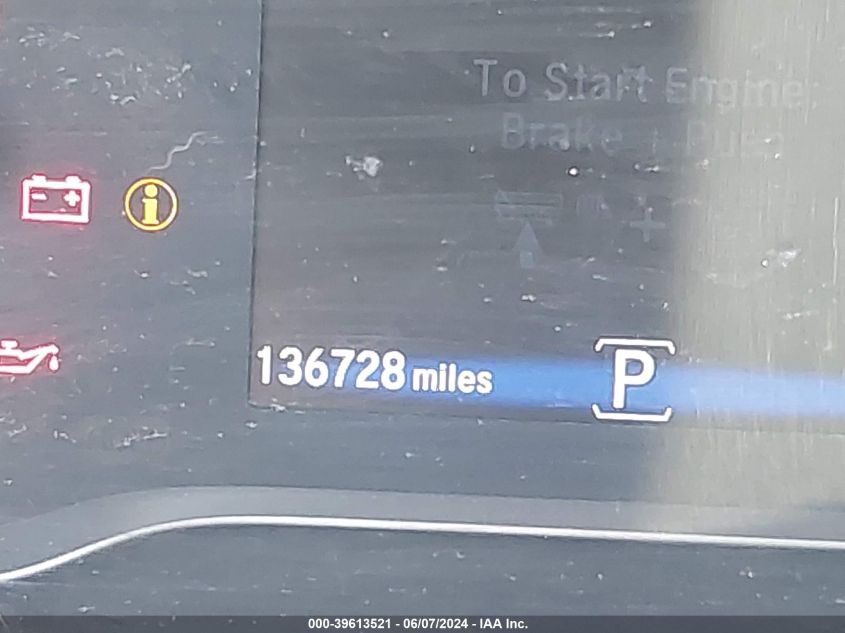 To Start Engine:
Brake + Push
+
i
136728 miles
P
000-39613521 - 06/07/2024 - IAA Inc.